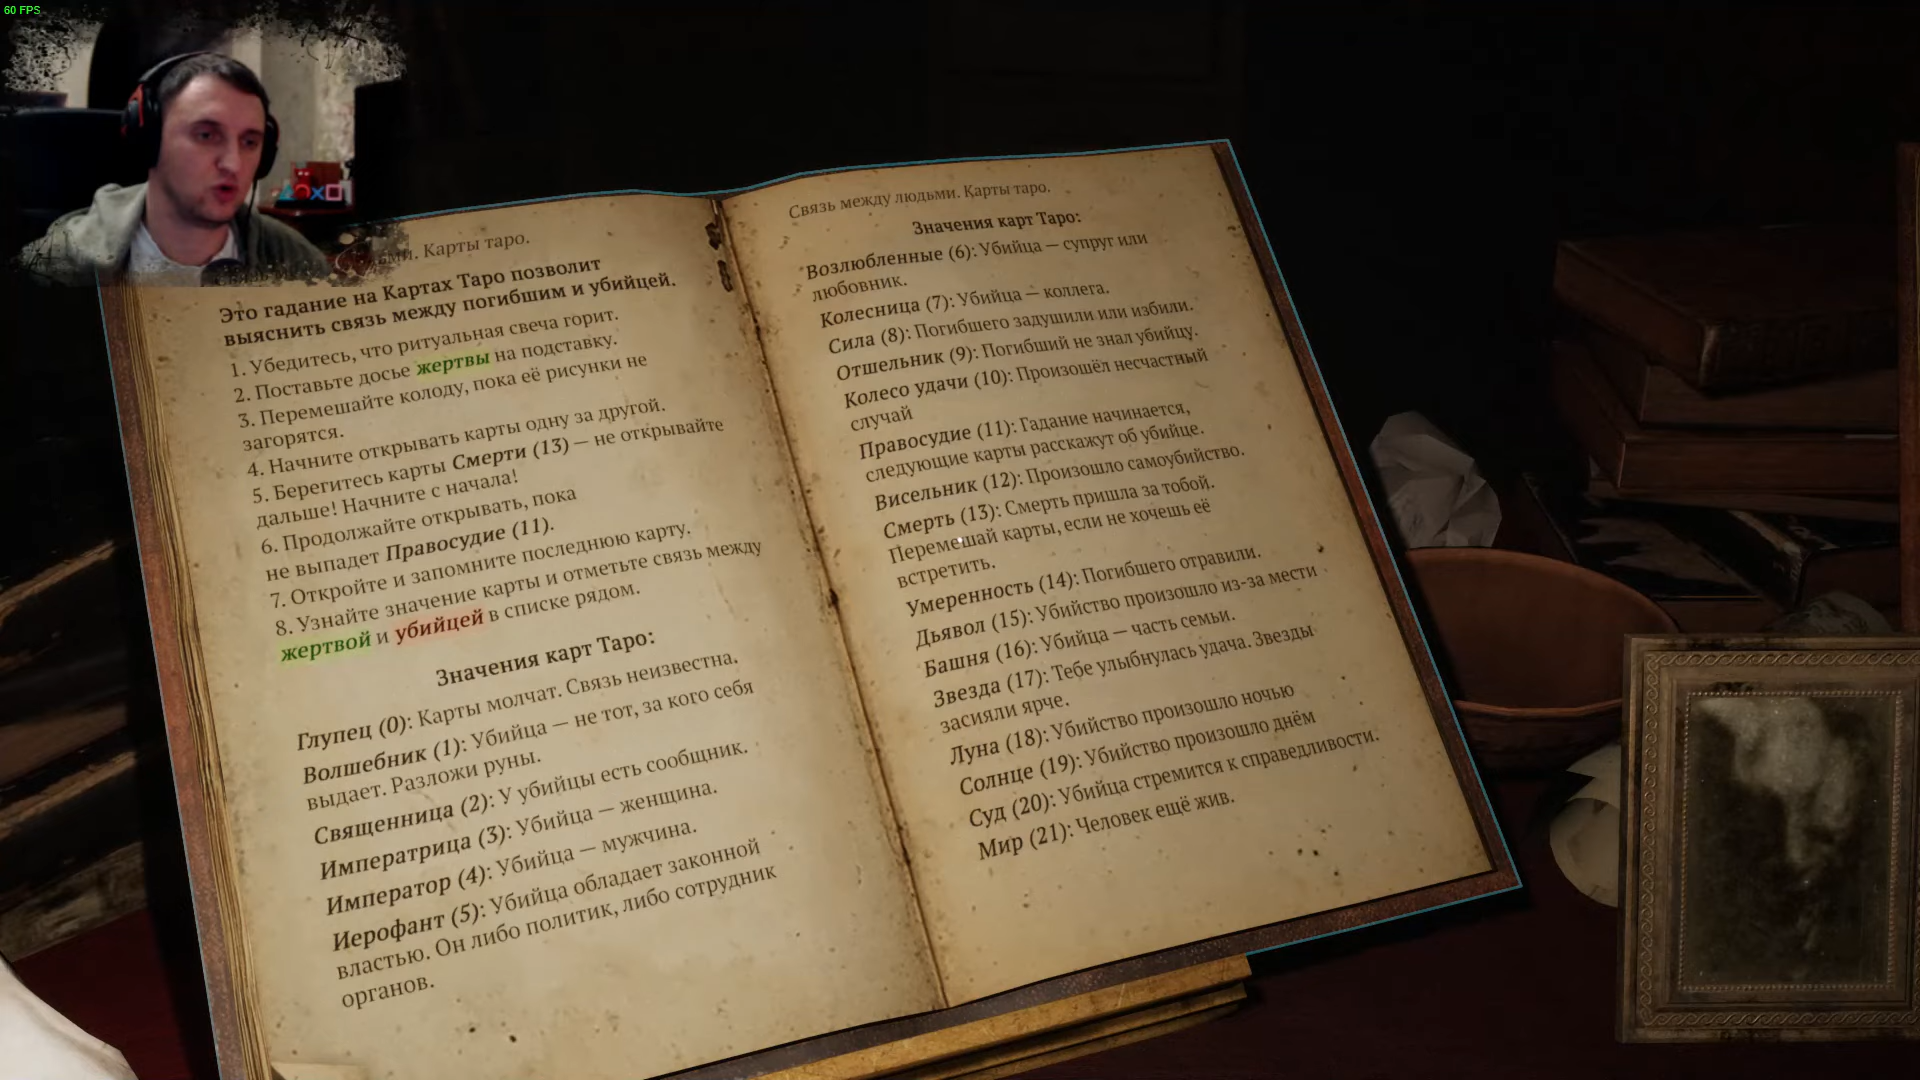 60 FPS
ми. Карты таро.
Это гадание на Картах Таро позволит
выяснить связь между погибшим и убийцей.
1. Убедитесь, что ритуальная свеча горит.
2. Поставьте досье жертвы на подставку.
3. Перемешайте колоду, пока её рисунки не
загорятся.
4. Начните открывать карты одну за другой.
5. Берегитесь карты Смерти (13) — не открывайте
дальше! Начните с начала!
6. Продолжайте открывать, пока
не выпадет Правосудие (11).
7. Откройте и запомните последнюю карту.
8. Узнайте значение карты и отметьте связь между
жертвой и убийцей в списке рядом.
Значения карт Таро:
Глупец (0): Карты молчат. Связь неизвестна.
Волшебник (1): Убийца — не тот, за кого себя
выдает. Разложи руны.
Священница (2): У убийцы есть сообщник.
Императрица (3): Убийца — женщина.
Император (4): Убийца — мужчина.
Иерофант (5): Убийца обладает законной
властью. Он либо политик, либо сотрудник
органов.
Связь между людьми. Карты таро.
Значения карт Таро:
Возлюбленные (6): Убийца — супруг или
любовник.
Колесница (7): Убийца — коллега.
Сила (8): Погибшего задушили или избили.
Отшельник (9): Погибший не знал убийцу.
Колесо удачи (10): Произошёл несчастный
случай
Правосудие (11): Гадание начинается,
следующие карты расскажут об убийце.
Висельник (12): Произошло самоубийство.
Смерть (13): Смерть пришла за тобой.
Перемешай карты, если не хочешь её
встретить.
Умеренность (14): Погибшего отравили.
Дьявол (15): Убийство произошло из-за мести
Башня (16): Убийца — часть семьи.
Звезда (17): Тебе улыбнулась удача. Звезды
засияли ярче.
Луна (18): Убийство произошло ночью
Солнце (19): Убийство произошло днём
Суд (20): Убийца стремится к справедливости.
Мир (21): Человек ещё жив.